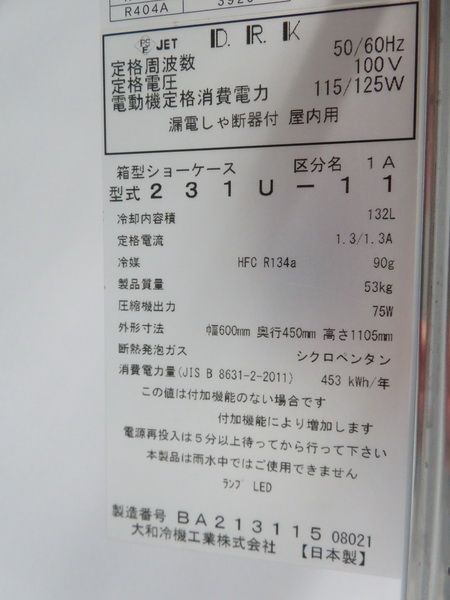 R404A 3920
PS E JET D.R.K
定格周波数 50/60Hz
定格電圧 100V
電動機定格消費電力 115/125W
漏電しゃ断器付 屋内用
箱型ショーケース 区分名 1A
型式 231U-11
冷却内容積 132L
定格電流 1.3/1.3A
冷媒 HFC R134a 90g
製品質量 53kg
圧縮機出力 75W
外形寸法 幅600mm 奥行450mm 高さ1105mm
断熱発泡ガス シクロペンタン
消費電力量(JIS B 8631-2-2011) 453 kWh/年
この値は付加機能のない場合です
付加機能により増加します
電源再投入は5分以上待ってから行って下さい
本製品は雨水中ではご使用できません
ランプ LED
製造番号 BA213115 08021
大和冷機工業株式会社 【日本製】